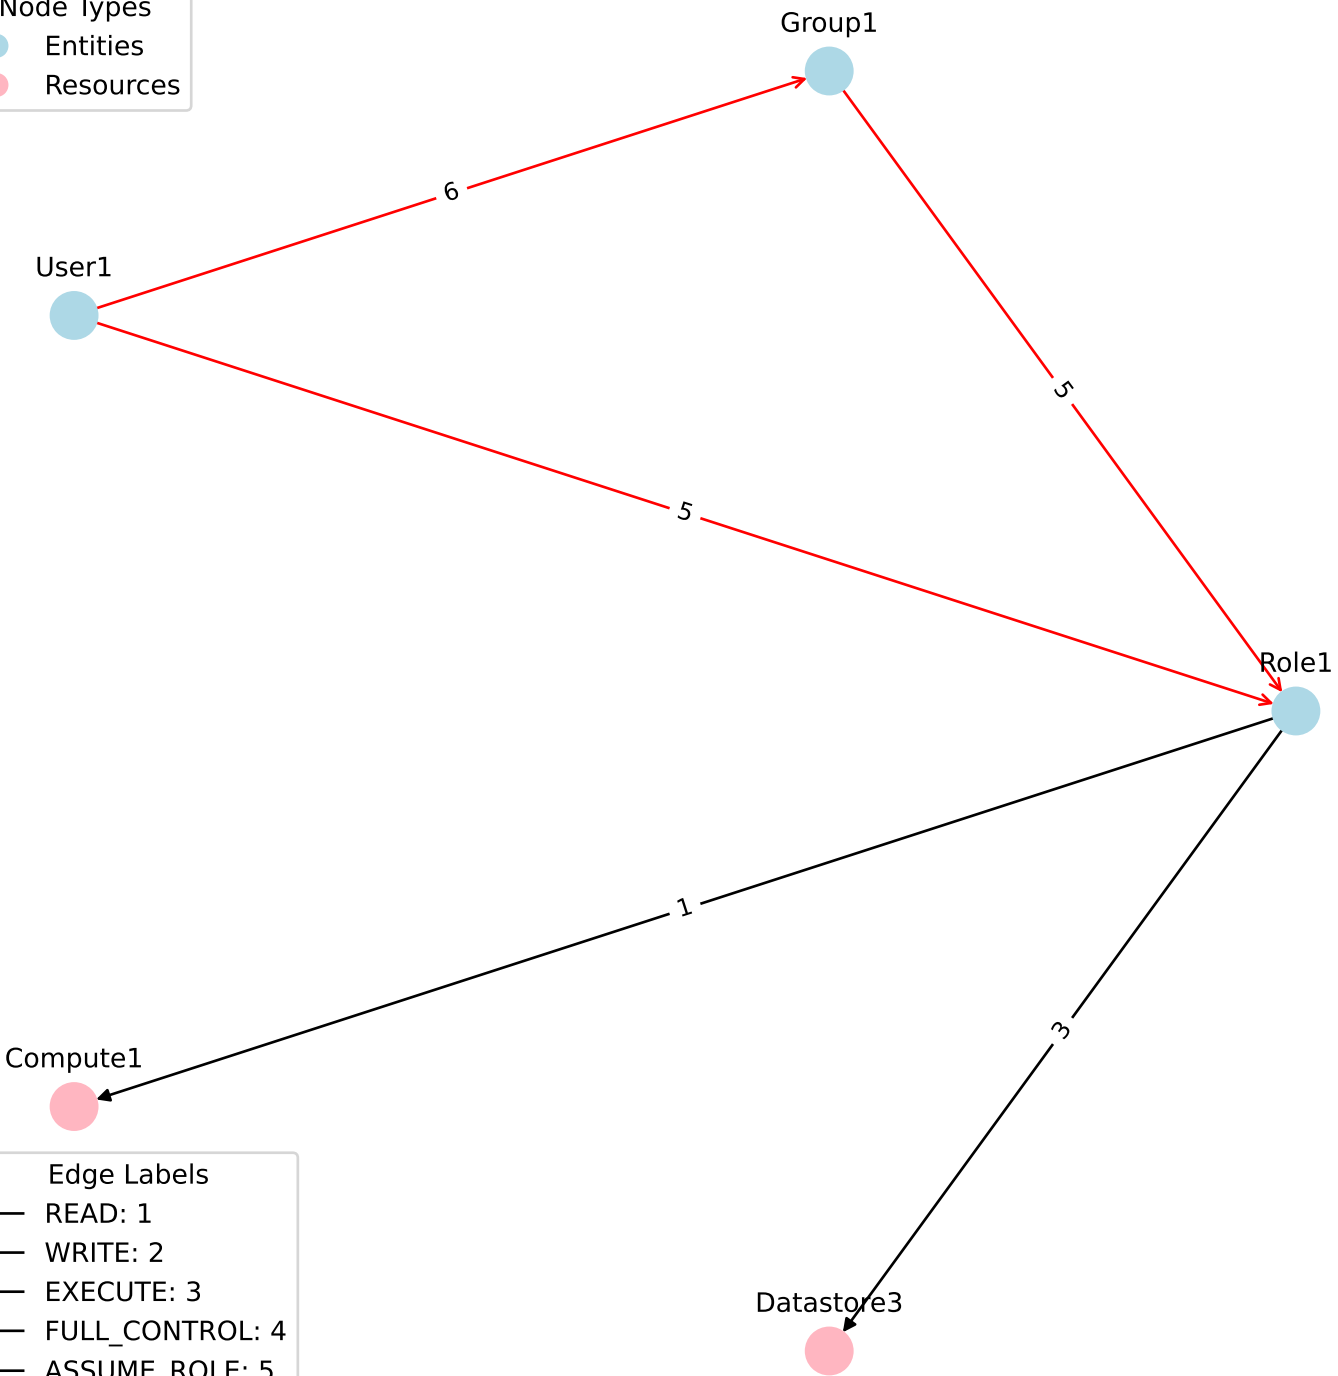 Node Types
Entities
Resources
Group1
6
User1
5
5
Role1
1
3
Compute1
Edge Labels
READ: 1
WRITE: 2
EXECUTE: 3
FULL_CONTROL: 4
ASSUME_ROLE: 5
Datastore3